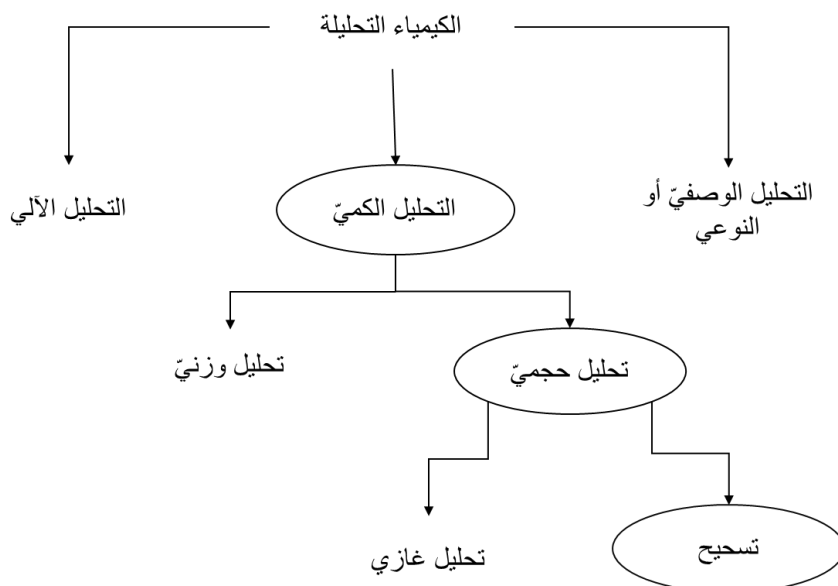 الكيمياء التحليلة
التحليل الوصفيّ أو
النوعي
التحليل الكميّ
التحليل الآلي
تحليل حجميّ
تحليل وزنيّ
تسحيح
تحليل غازي